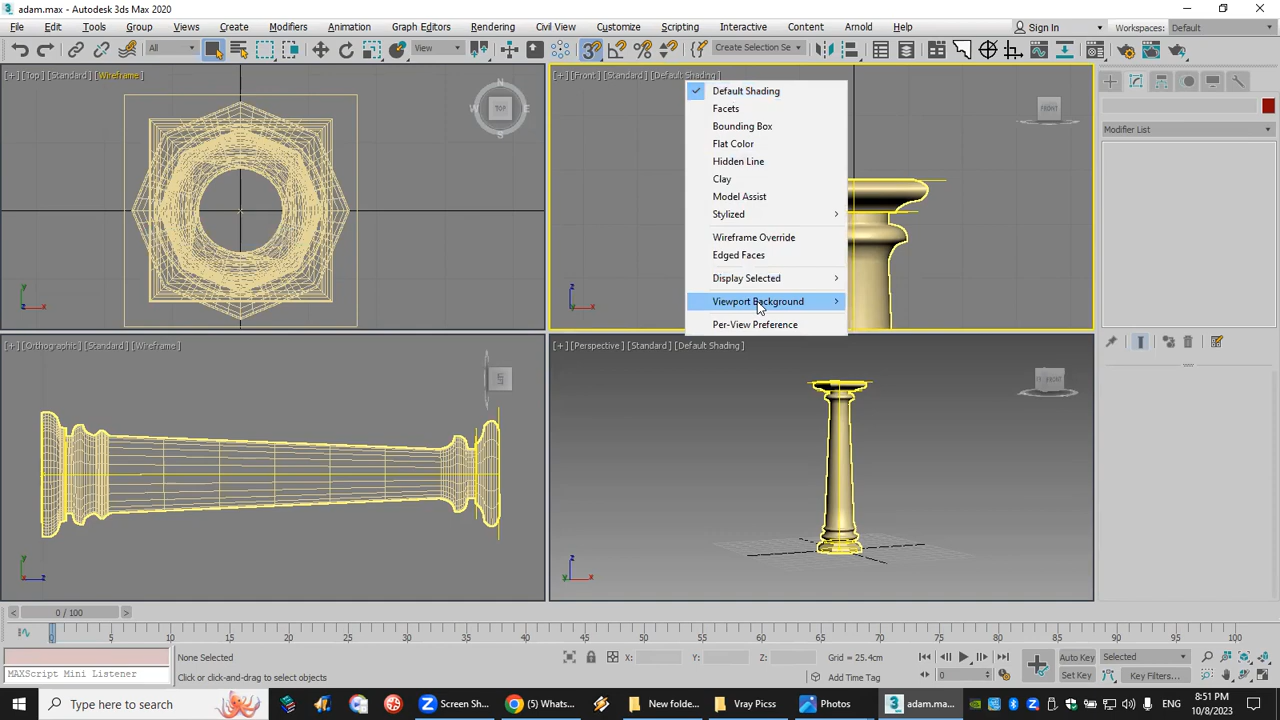 adam.max - Autodesk 3ds Max 2020
File Edit Tools Group Views Create Modifiers Animation Graph Editors Rendering Civil View Customize Scripting Interactive Content Arnold Help Sign In Workspaces: Default
All View Create Selection Se
[+] [Top] [Standard] [Wireframe]
N
W TOP E
S
y
x
[+] [Front] [Standard] [Default Shading]
FRONT
z
x
Default Shading
Facets
Bounding Box
Flat Color
Hidden Line
Clay
Model Assist
Stylized
Wireframe Override
Edged Faces
Display Selected
Viewport Background
Per-View Preference
Modifier List
[+] [Orthographic] [Standard] [Wireframe]
y
z
[+] [Perspective] [Standard] [Default Shading]
FRONT
z
x
< 0 / 100 >
0 5 10 15 20 25 30 35 40 45 50 55 60 65 70 75 80 85 90 95 100
None Selected X: Y: Z: Grid = 25.4cm Auto Key Selected
MAXScript Mini Listener Click or click-and-drag to select objects Add Time Tag 0 Set Key Key Filters...
Type here to search Screen Sh... (1) Whats... New folde... Vray Picss Photos adam.ma... ENG 8:51 PM
10/8/2023